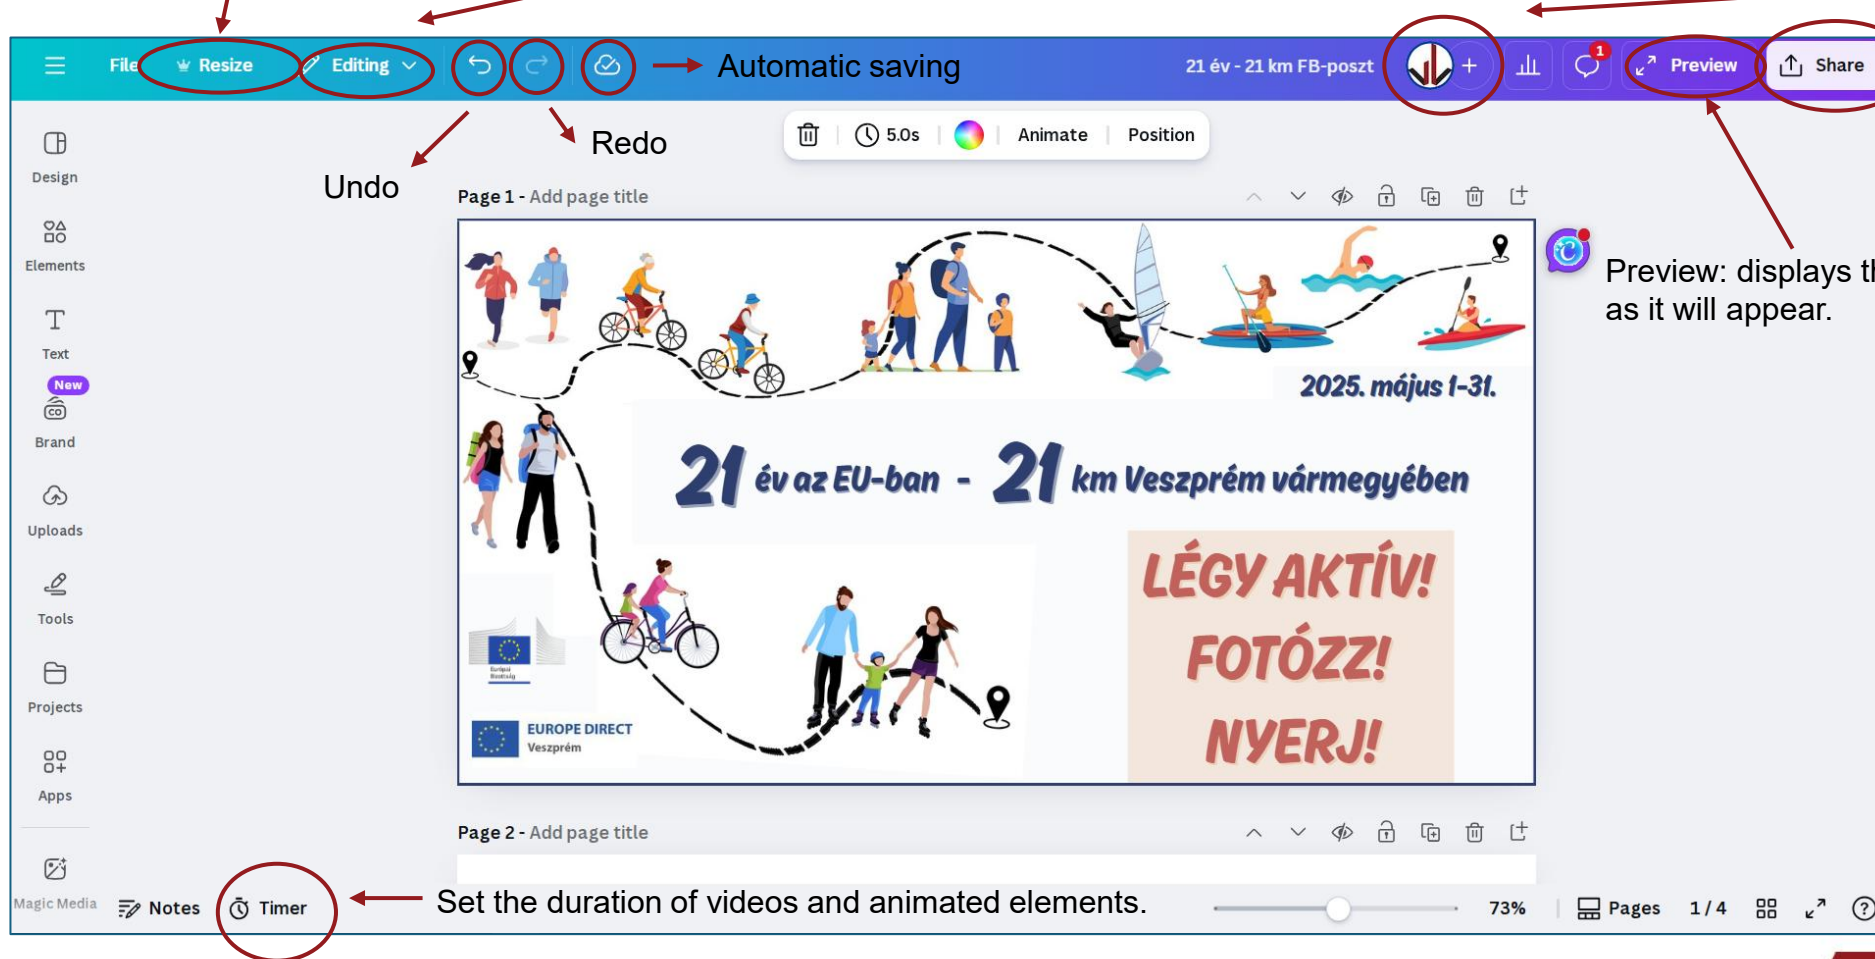 File
Resize
Editing
Automatic saving
21 év - 21 km FB-poszt
1
Preview
Share
Undo
Redo
5.0s
Animate
Position
Design
Elements
Text
New
Brand
Uploads
Tools
Projects
Apps
Magic Media
Page 1 - Add page title
Preview: displays
as it will appear.
2025. május 1-31.
21 év az EU-ban - 21 km Veszprém vármegyében
LÉGY AKTÍV!
FOTÓZZ!
NYERJ!
Európai
Bizottság
EUROPE DIRECT
Veszprém
Page 2 - Add page title
Notes
Timer
Set the duration of videos and animated elements.
73%
Pages
1 / 4